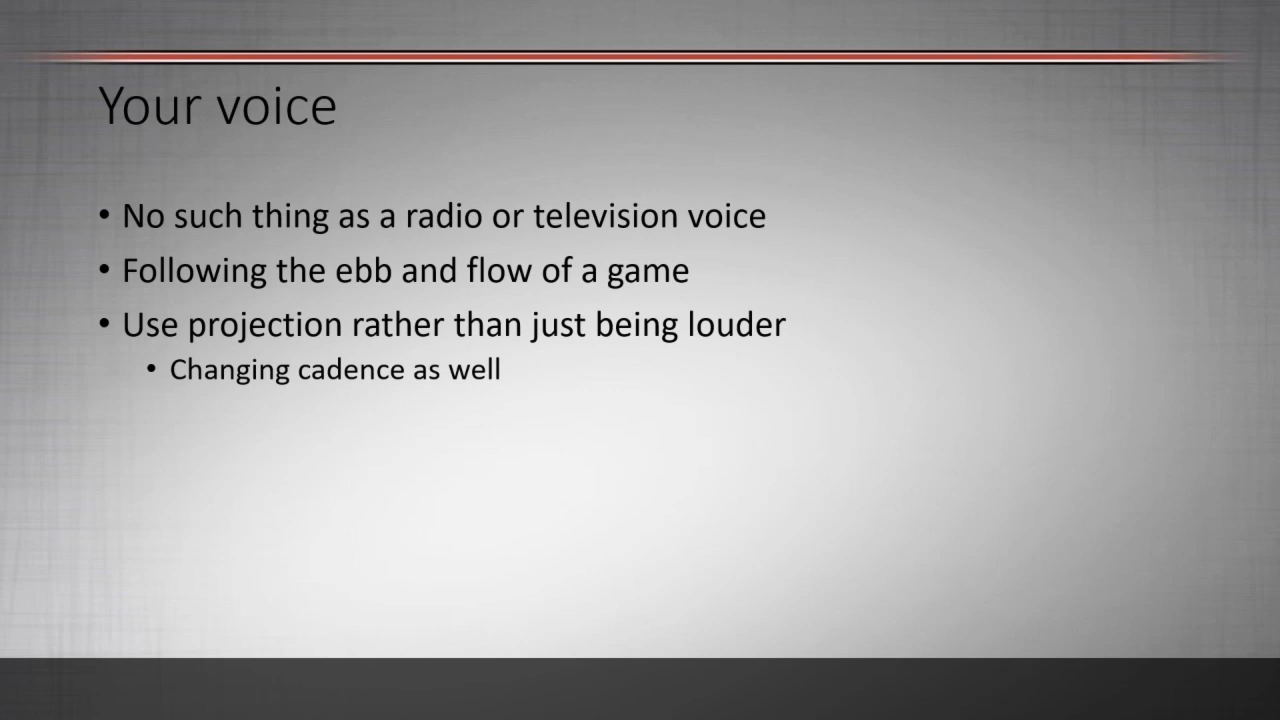 Your voice
• No such thing as a radio or television voice
• Following the ebb and flow of a game
• Use projection rather than just being louder
• Changing cadence as well